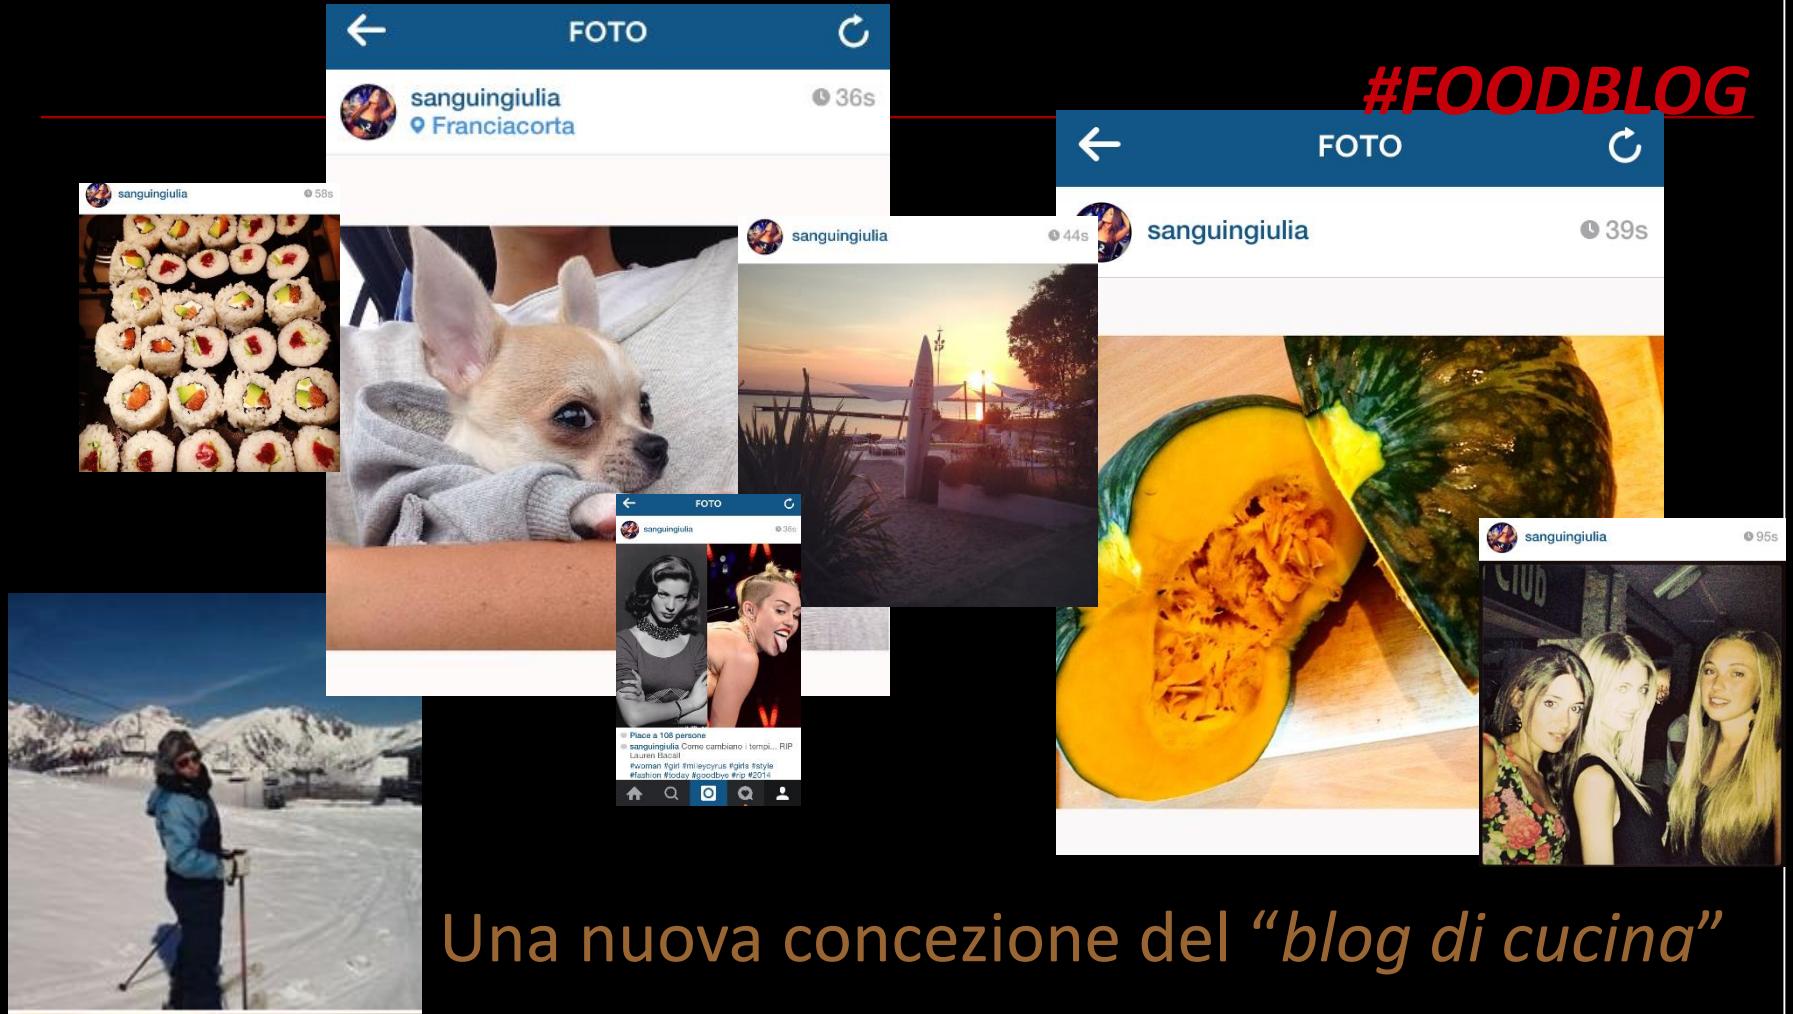 #FOODBLOG
FOTO
sanguingiulia
36s
Franciacorta
FOTO
sanguingiulia
39s
sanguingiulia
58s
sanguingiulia
44s
FOTO
sanguingiulia
36s
Piace a 108 persone
sanguingiulia Come cambiano i tempi... RIP
Lauren Bacall
#woman #girl #mileycyrus #girls #style
#fashion #today #goodbye #rip #2014
sanguingiulia
95s
CLUB
Una nuova concezione del “blog di cucina”